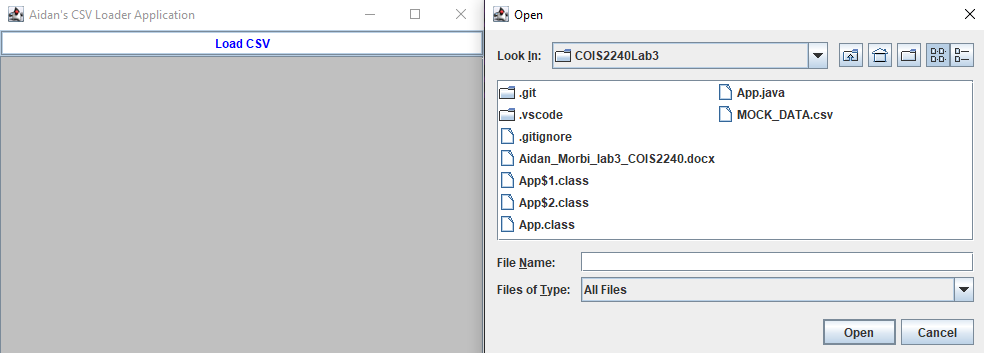 Aidan's CSV Loader Application
Load CSV
Open
Look In:
COIS2240Lab3
.git
.vscode
.gitignore
Aidan_Morbi_lab3_COIS2240.docx
App$1.class
App$2.class
App.class
App.java
MOCK_DATA.csv
File Name:
Files of Type:
All Files
Open
Cancel